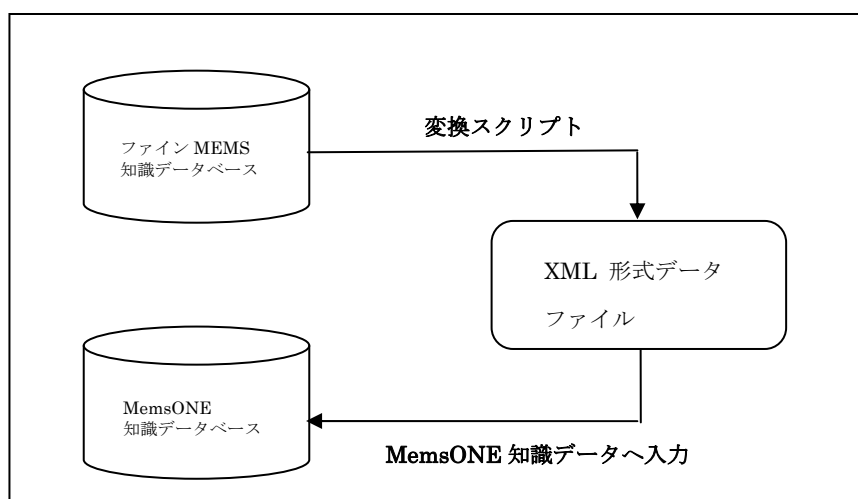 変換スクリプト
ファイン MEMS
知識データベース
XML 形式データ
ファイル
MemsONE
知識データベース
MemsONE 知識データへ入力